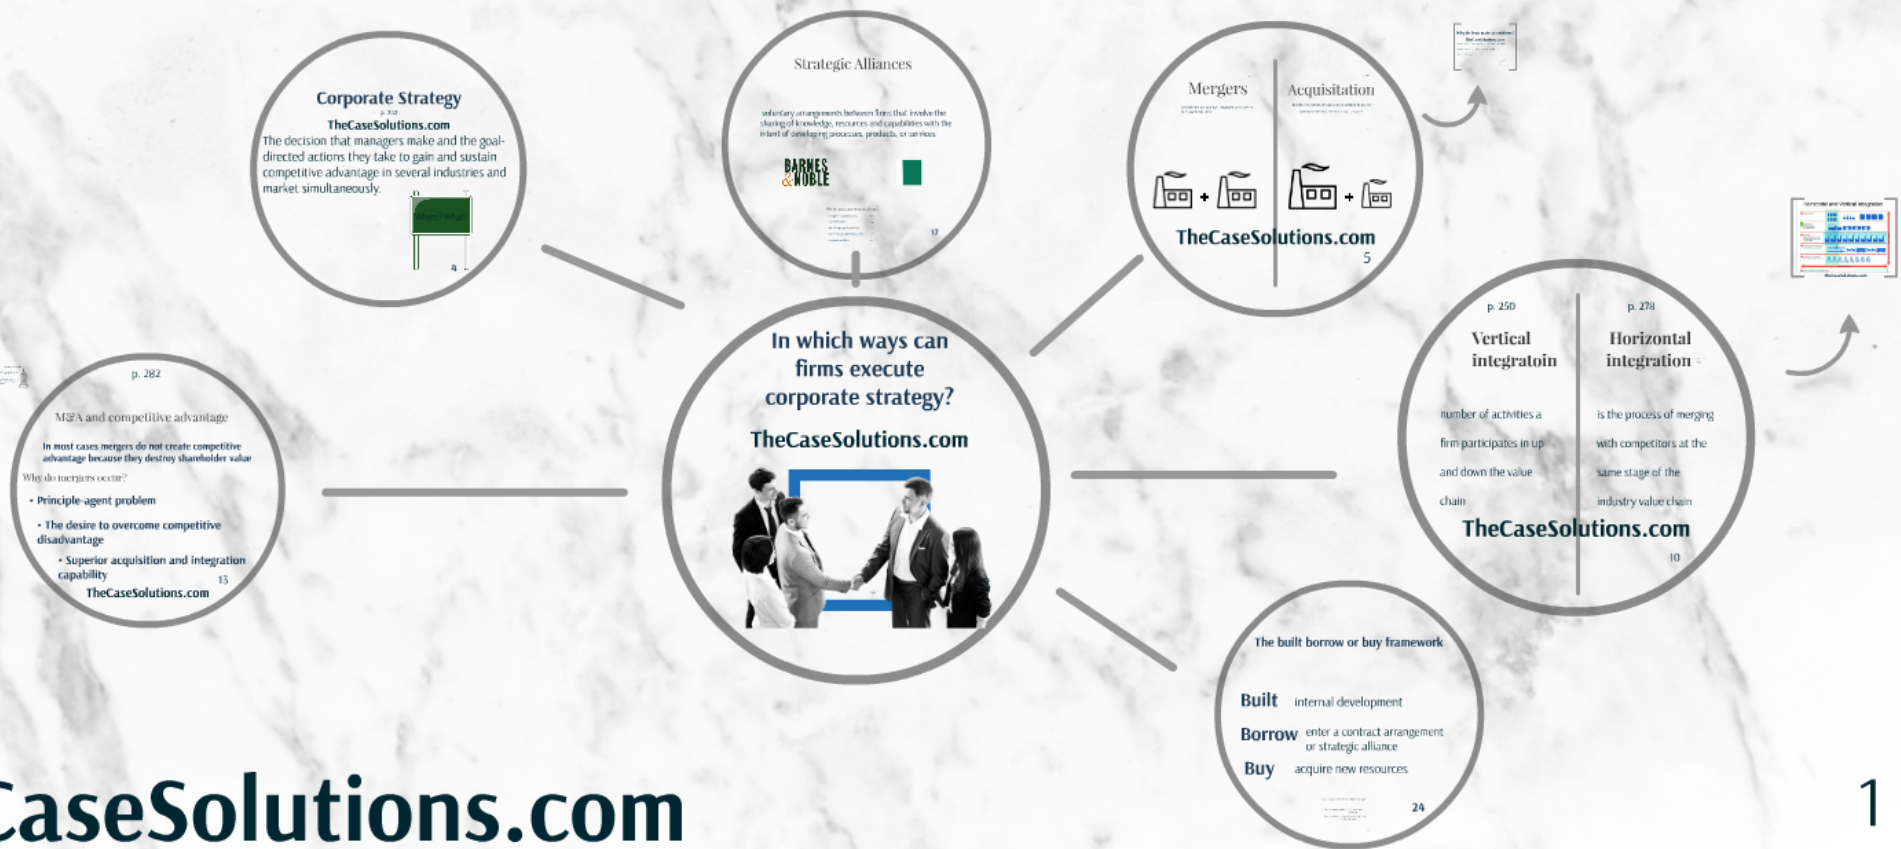 Corporate Strategy
TheCaseSolutions.com
The decision that managers make and the goal-
directed actions they take to gain and sustain
competitive advantage in several industries and
market simultaneously.
Where? What?
4
Strategic Alliances
voluntary arrangements between firms that involve the
sharing of knowledge, resources and capabilities with the
intent of developing processes, products, or services
BARNES
&NOBLE
17
Mergers
Acquisitation
+
+
TheCaseSolutions.com
5
Horizontal and Vertical Integration
p. 282
M&A and competitive advantage
In most cases mergers do not create competitive
advantage because they destroy shareholder value
Why do mergers occur?
• Principle-agent problem
• The desire to overcome competitive
disadvantage
• Superior acquisition and integration
capability
13
TheCaseSolutions.com
In which ways can
firms execute
corporate strategy?
TheCaseSolutions.com
p. 250
Vertical
integratoin
number of activities a
firm participates in up
and down the value
chain
p. 278
Horizontal
integration
is the process of merging
with competitors at the
same stage of the
industry value chain
TheCaseSolutions.com
10
The built borrow or buy framework
Built internal development
Borrow enter a contract arrangement
or strategic alliance
Buy acquire new resources
24
CaseSolutions.com
1